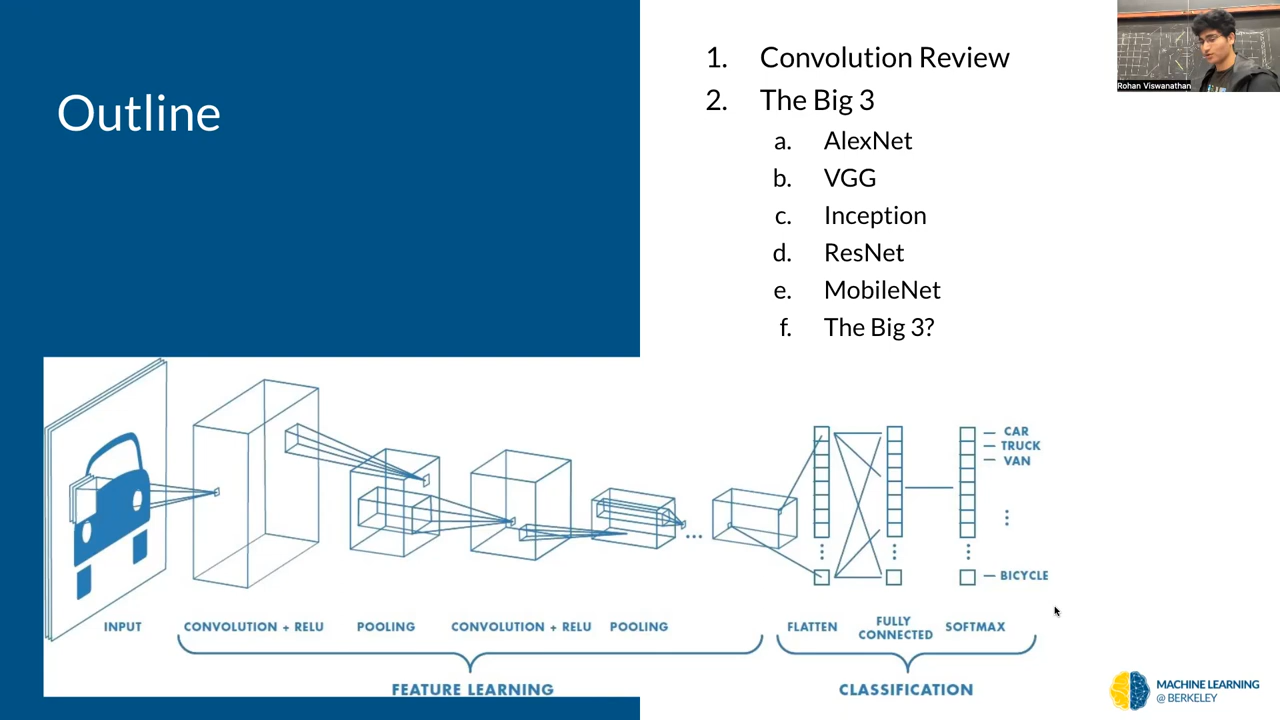 Outline
1. Convolution Review
2. The Big 3
a. AlexNet
b. VGG
c. Inception
d. ResNet
e. MobileNet
f. The Big 3?
Rohan Viswanathan
CAR
TRUCK
VAN
BICYCLE
INPUT
CONVOLUTION + RELU
POOLING
CONVOLUTION + RELU
POOLING
FLATTEN
FULLY
CONNECTED
SOFTMAX
FEATURE LEARNING
CLASSIFICATION
MACHINE LEARNING
@ BERKELEY